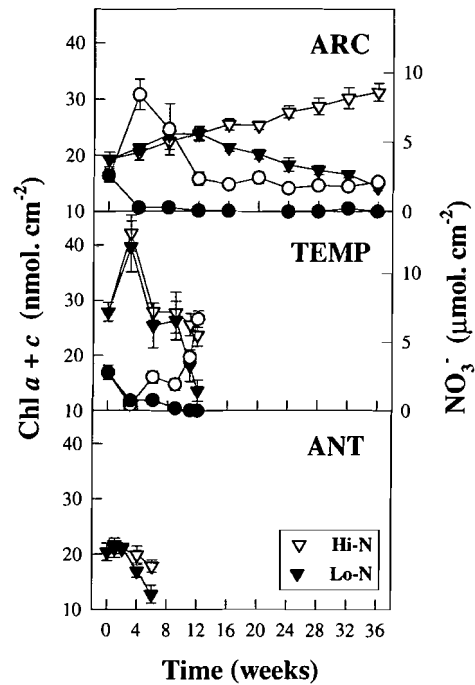 40
30
20
10
ARC
10
5
0
Chl a + c (nmol. cm⁻²)
40
30
20
10
TEMP
10
5
0
NO₃⁻ (μmol. cm⁻²)
40
30
20
10
ANT
Hi-N
Lo-N
0 4 8 12 16 20 24 28 32 36
Time (weeks)